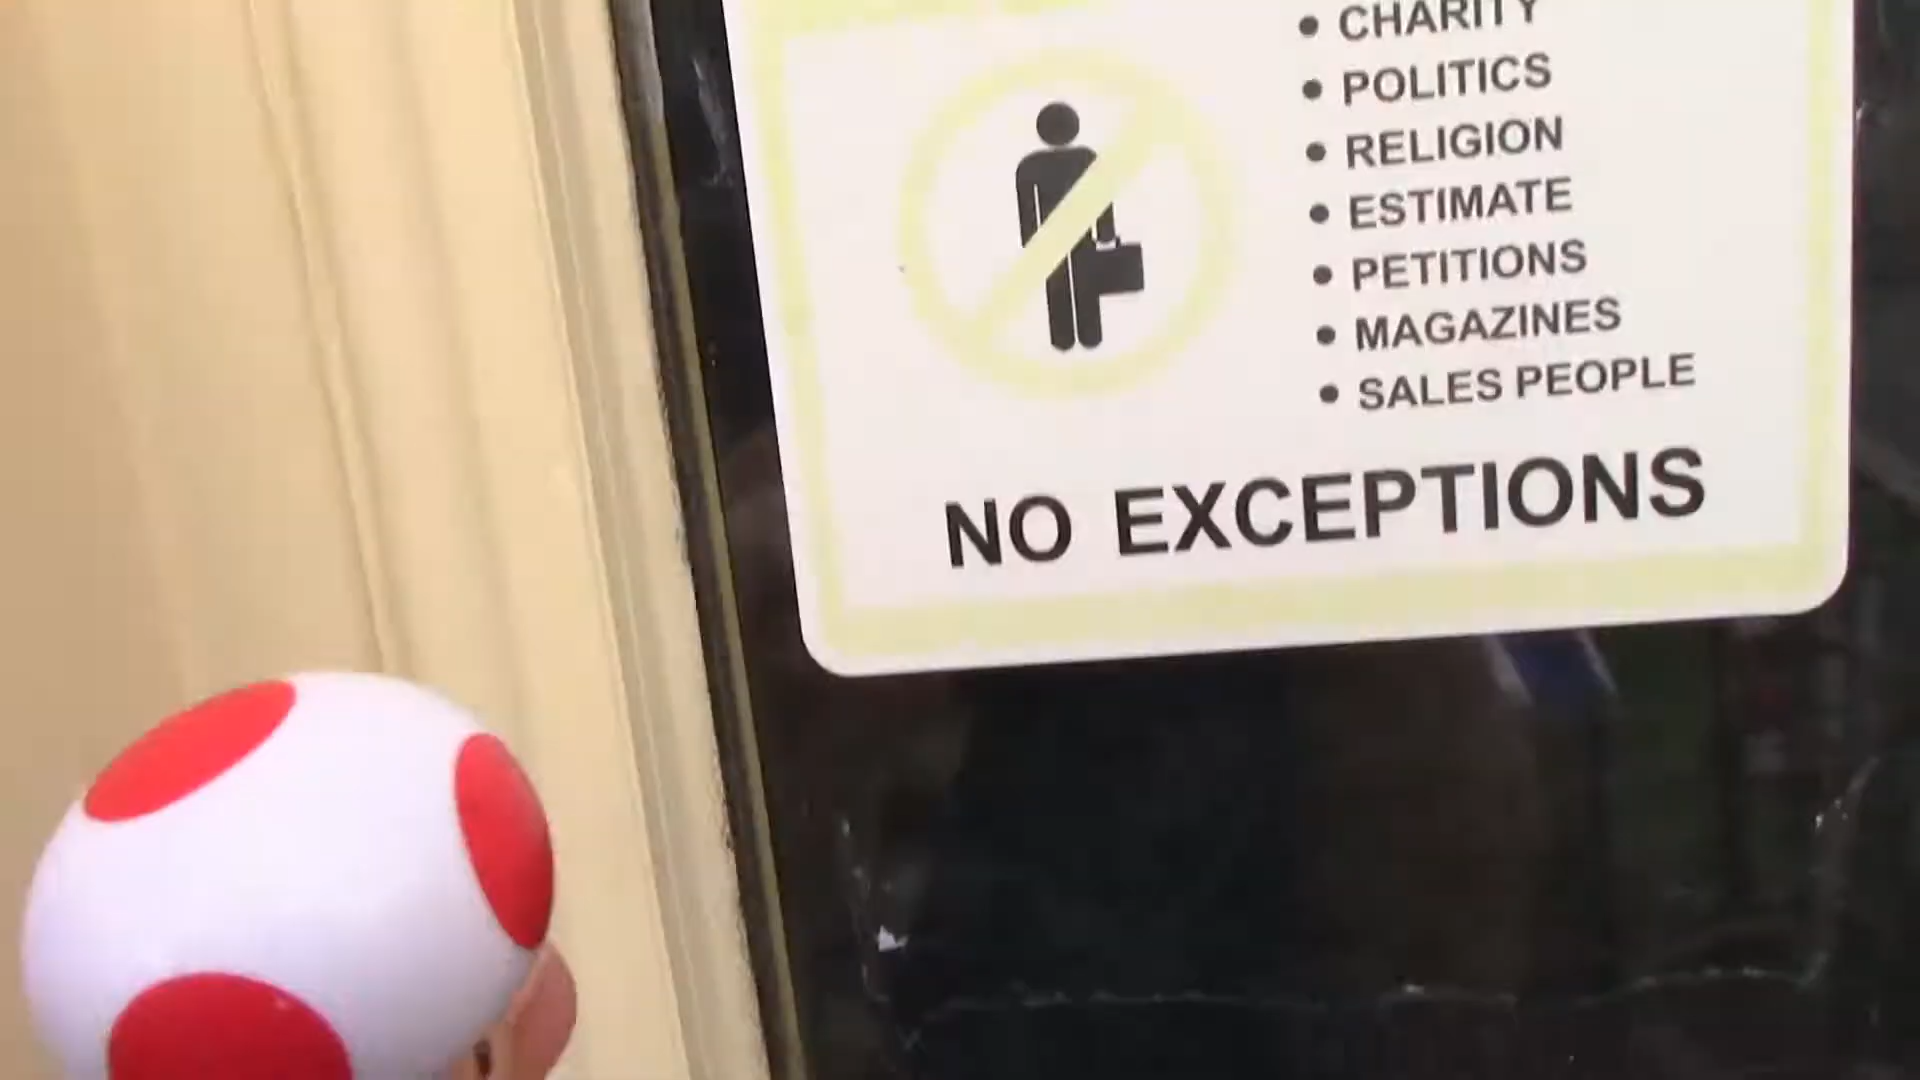 • CHARITY
• POLITICS
• RELIGION
• ESTIMATE
• PETITIONS
• MAGAZINES
• SALES PEOPLE
NO EXCEPTIONS